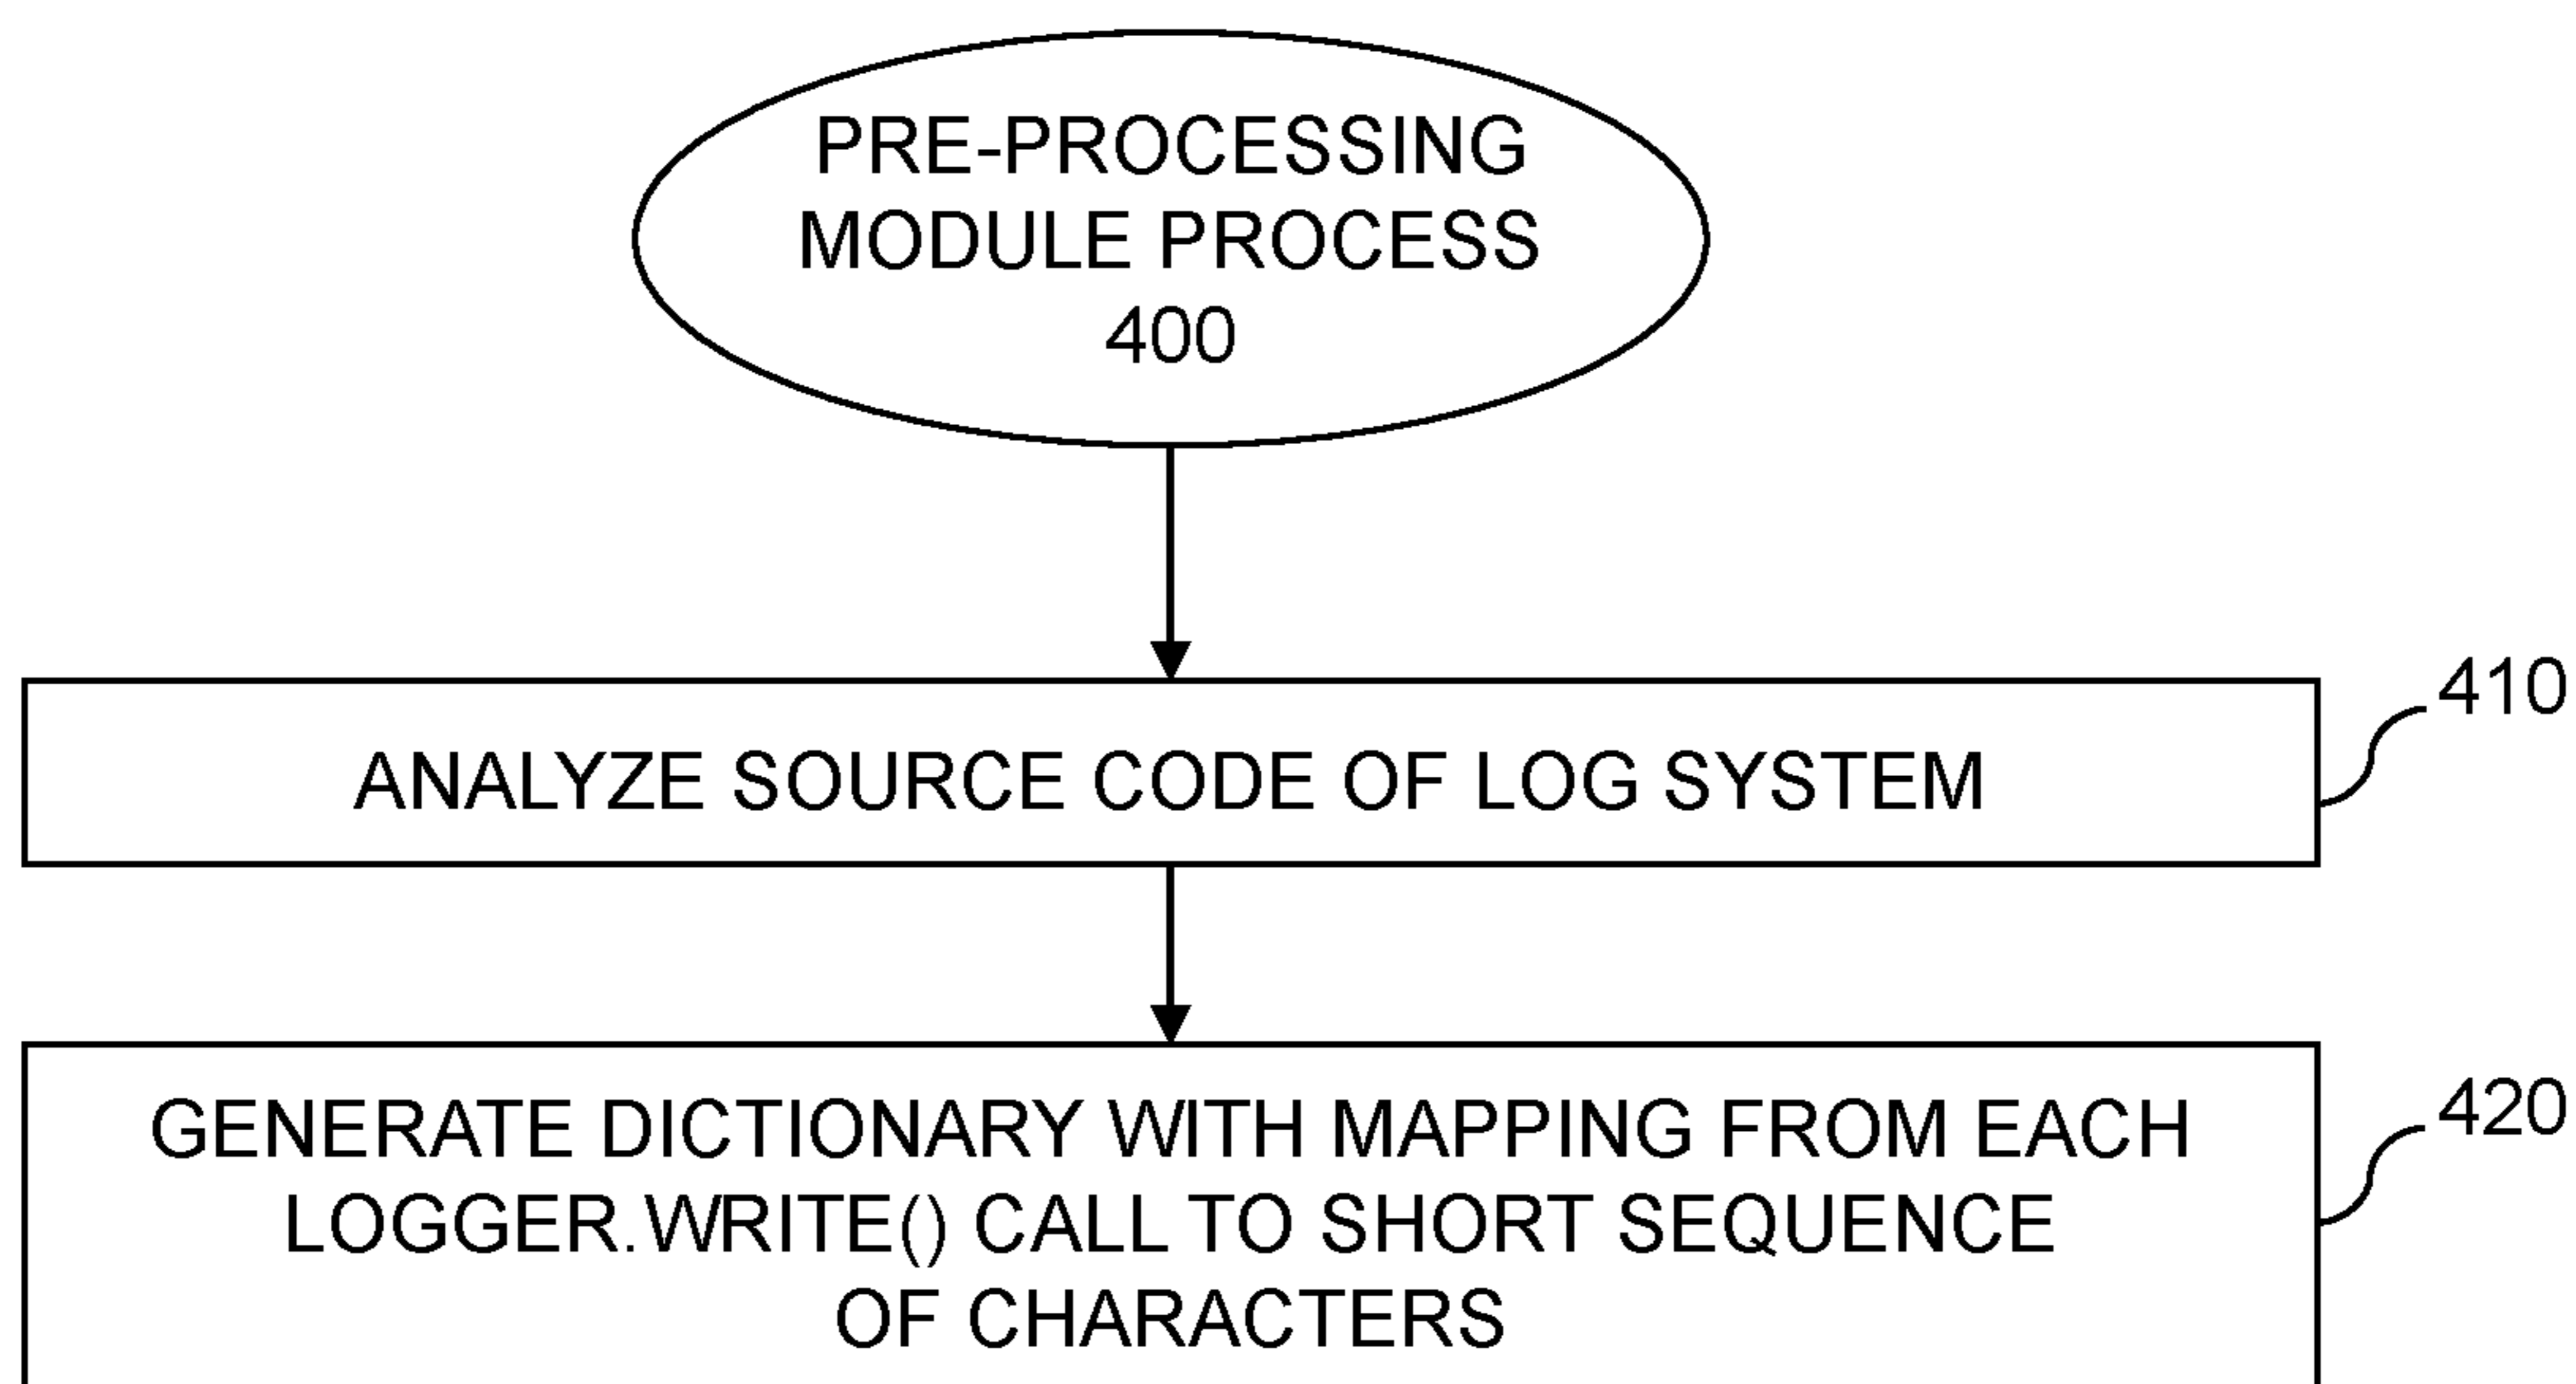 PRE-PROCESSING
MODULE PROCESS
400
410
ANALYZE SOURCE CODE OF LOG SYSTEM
420
GENERATE DICTIONARY WITH MAPPING FROM EACH
LOGGER.WRITE() CALL TO SHORT SEQUENCE
OF CHARACTERS